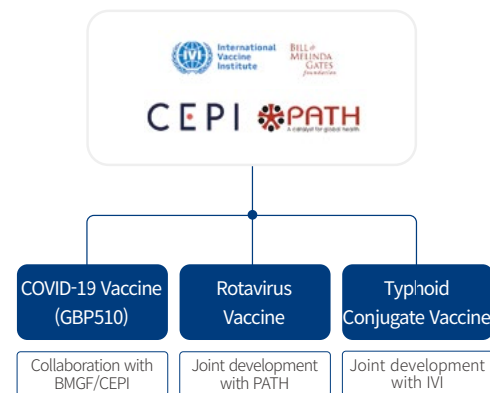 IVI
International
Vaccine
Institute
BILL &
MELINDA
GATES
foundation
CEPI
PATH
A catalyst for global health
COVID-19 Vaccine
(GBP510)
Rotavirus
Vaccine
Typhoid
Conjugate Vaccine
Collaboration with
BMGF/CEPI
Joint development
with PATH
Joint development
with IVI